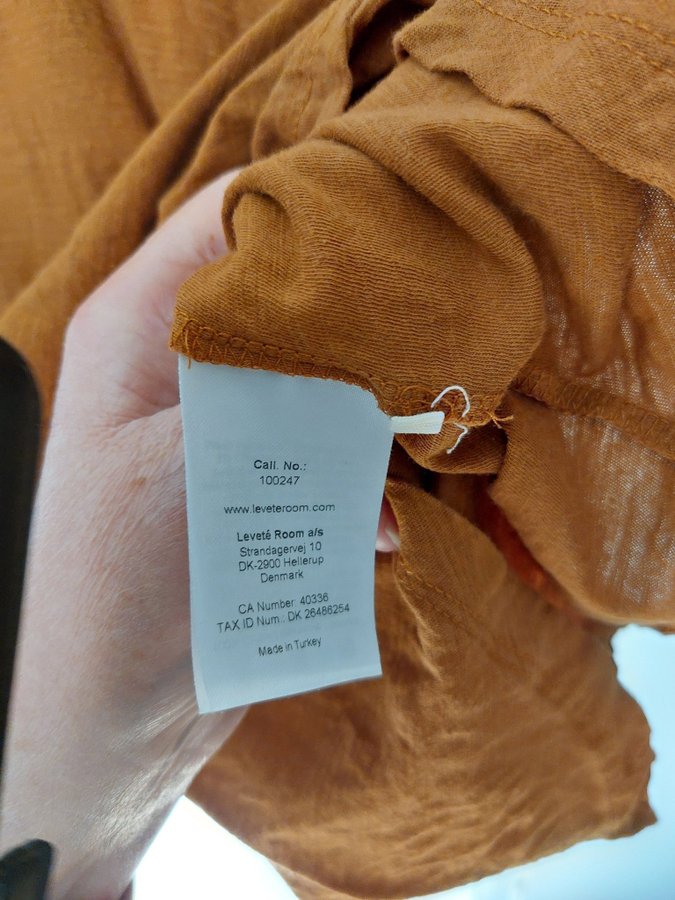 Call. No.:
100247
www.leveteroom.com
Leveté Room a/s
Strandagervej 10
DK-2900 Hellerup
Denmark
CA Number: 40336
TAX ID Num.: DK 26486254
Made in Turkey